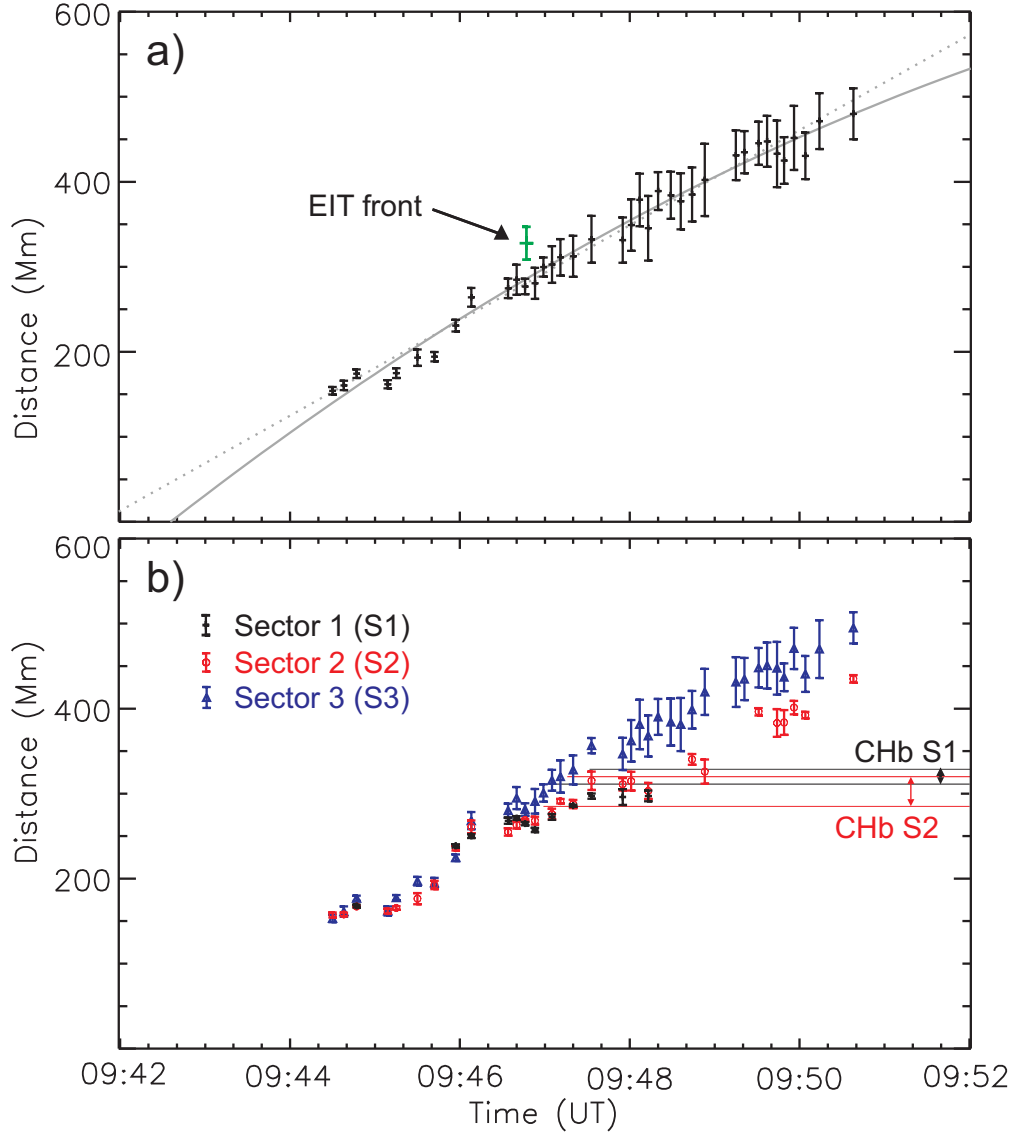 600
a)
EIT front
400
200
Distance (Mm)
600
b)
Sector 1 (S1)
Sector 2 (S2)
Sector 3 (S3)
400
CHb S1
CHb S2
200
Distance (Mm)
09:42 09:44 09:46 09:48 09:50 09:52
Time (UT)